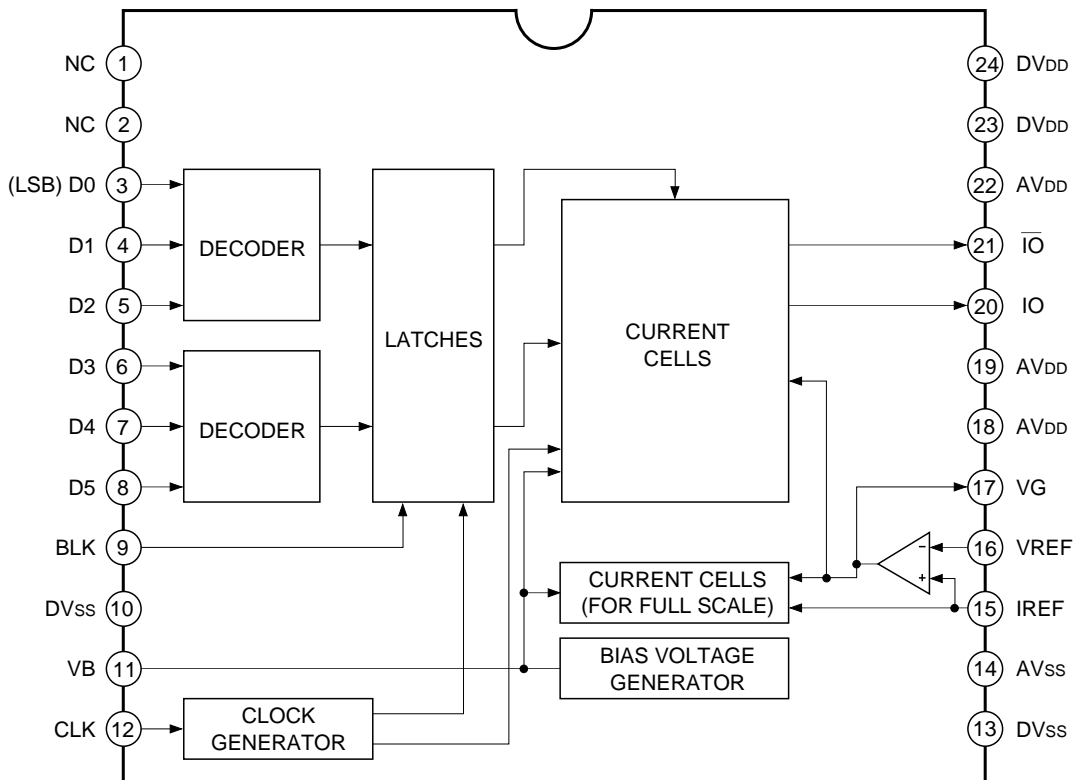 NC 1
NC 2
(LSB) D0 3
D1 4
D2 5
D3 6
D4 7
D5 8
BLK 9
DVSS 10
VB 11
CLK 12
DECODER
DECODER
LATCHES
CURRENT
CELLS
CURRENT CELLS
(FOR FULL SCALE)
BIAS VOLTAGE
GENERATOR
CLOCK
GENERATOR
-
+
24 DVDD
23 DVDD
22 AVDD
21 I̅O̅
20 IO
19 AVDD
18 AVDD
17 VG
16 VREF
15 IREF
14 AVSS
13 DVSS